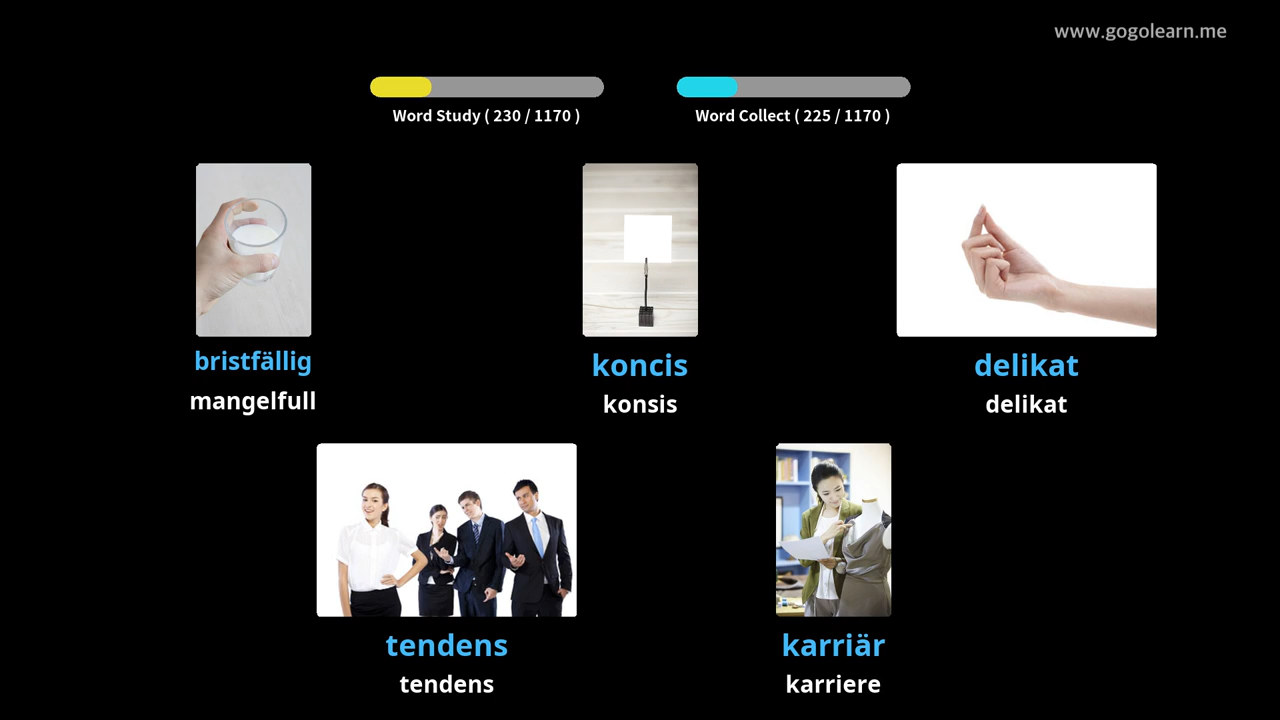 www.gogolearn.me
Word Study ( 230 / 1170 )
Word Collect ( 225 / 1170 )
bristfällig
mangelfull
koncis
konsis
delikat
delikat
tendens
tendens
karriär
karriere